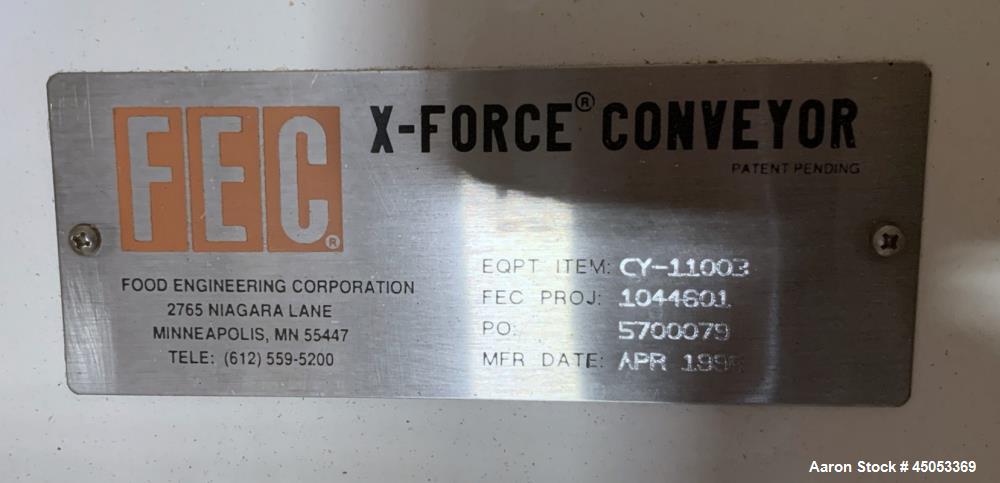 FEC®
X-FORCE® CONVEYOR
PATENT PENDING
FOOD ENGINEERING CORPORATION
2765 NIAGARA LANE
MINNEAPOLIS, MN 55447
TELE: (612) 559-5200
EQPT ITEM: CY-11003
FEC PROJ: 1044601
PO: 5700079
MFR DATE: APR
Aaron Stock # 45053369